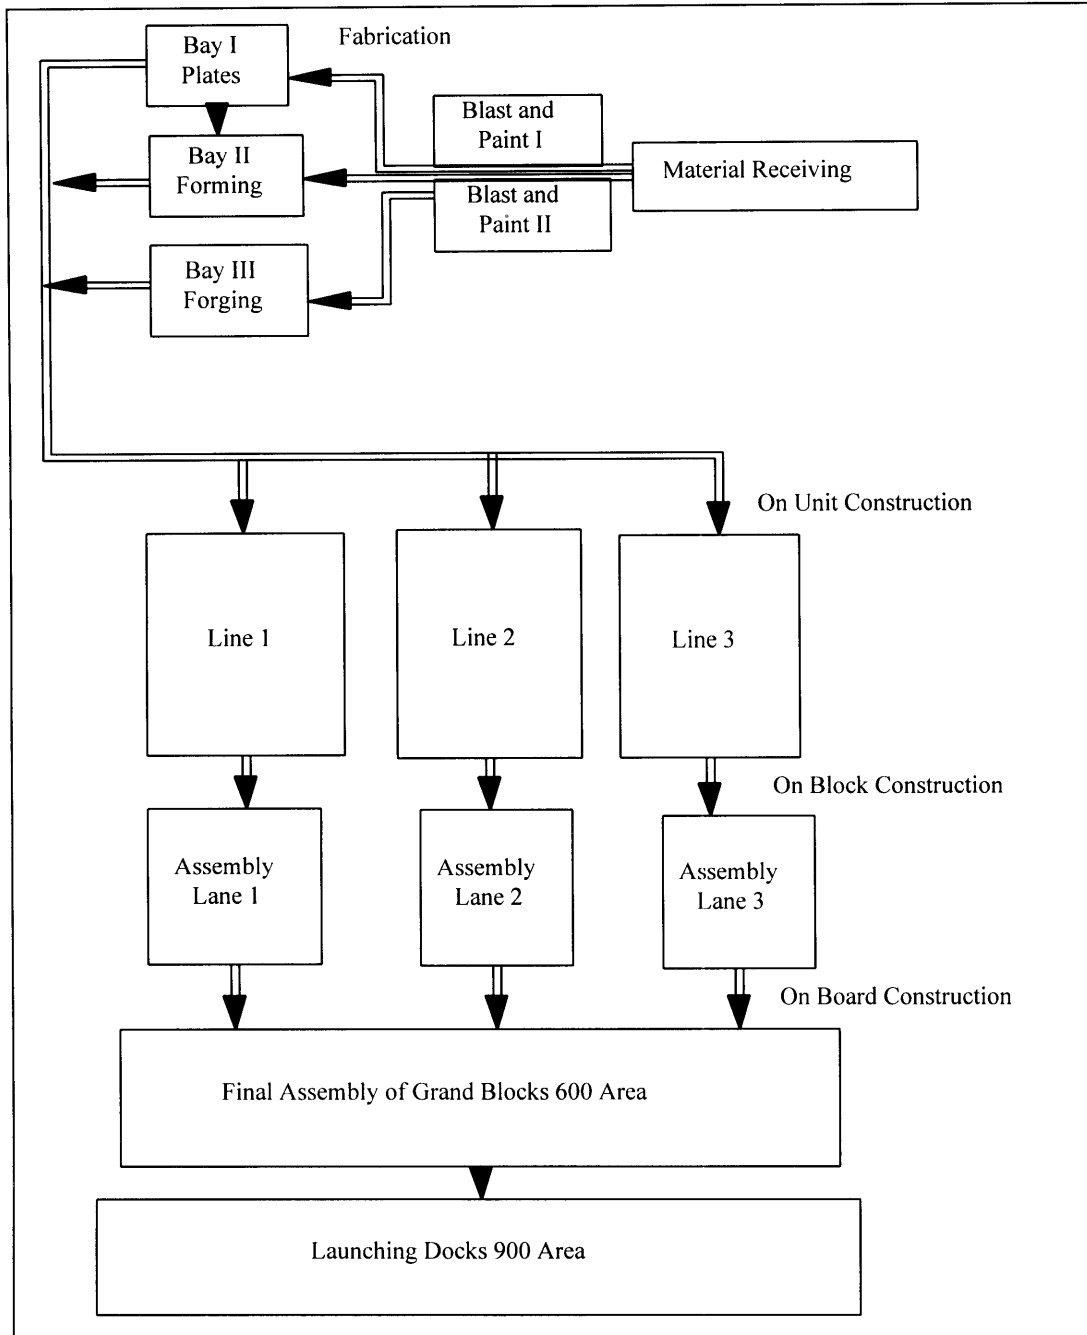 Fabrication
Bay I
Plates
Blast and
Paint I
Material Receiving
Bay II
Forming
Blast and
Paint II
Bay III
Forging
On Unit Construction
Line 1
Line 2
Line 3
On Block Construction
Assembly
Lane 1
Assembly
Lane 2
Assembly
Lane 3
On Board Construction
Final Assembly of Grand Blocks 600 Area
Launching Docks 900 Area